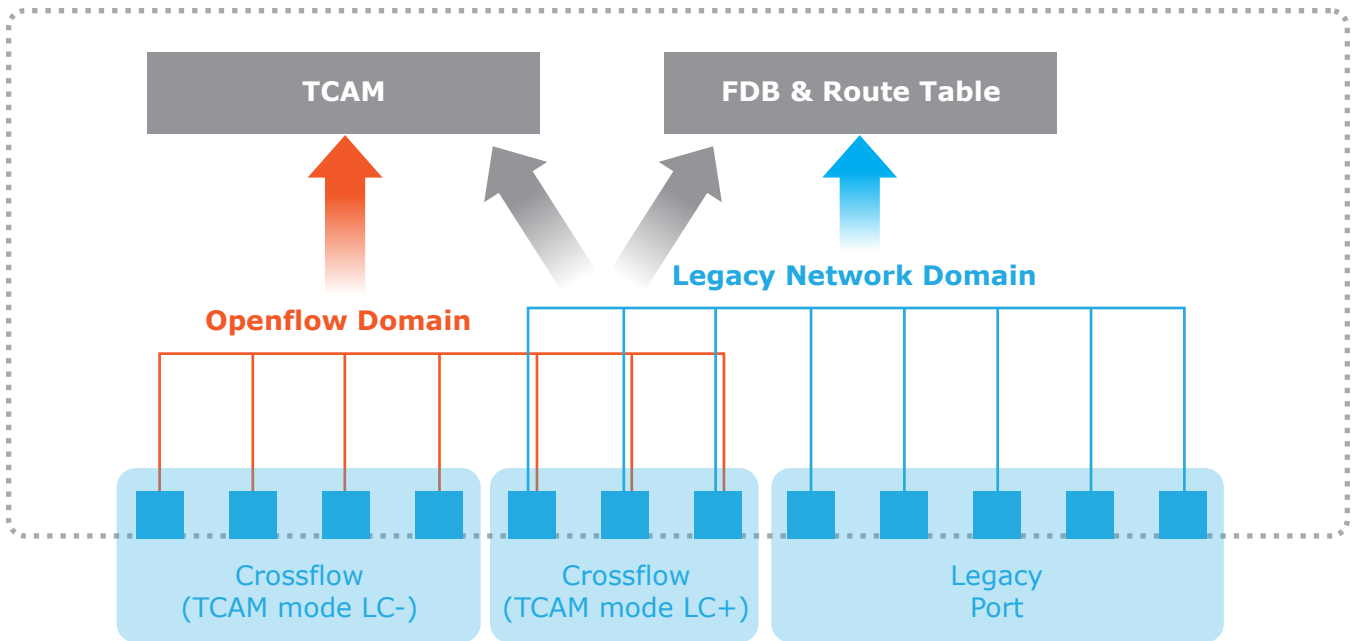 TCAM
FDB & Route Table
Legacy Network Domain
Openflow Domain
Crossflow
(TCAM mode LC-)
Crossflow
(TCAM mode LC+)
Legacy
Port